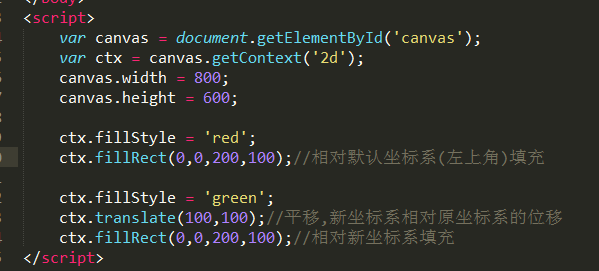 </body>
<script>
var canvas = document.getElementById('canvas');
var ctx = canvas.getContext('2d');
canvas.width = 800;
canvas.height = 600;
ctx.fillStyle = 'red';
ctx.fillRect(0,0,200,100);//相对默认坐标系(左上角)填充
ctx.fillStyle = 'green';
ctx.translate(100,100);//平移,新坐标系相对原坐标系的位移
ctx.fillRect(0,0,200,100);//相对新坐标系填充
</script>